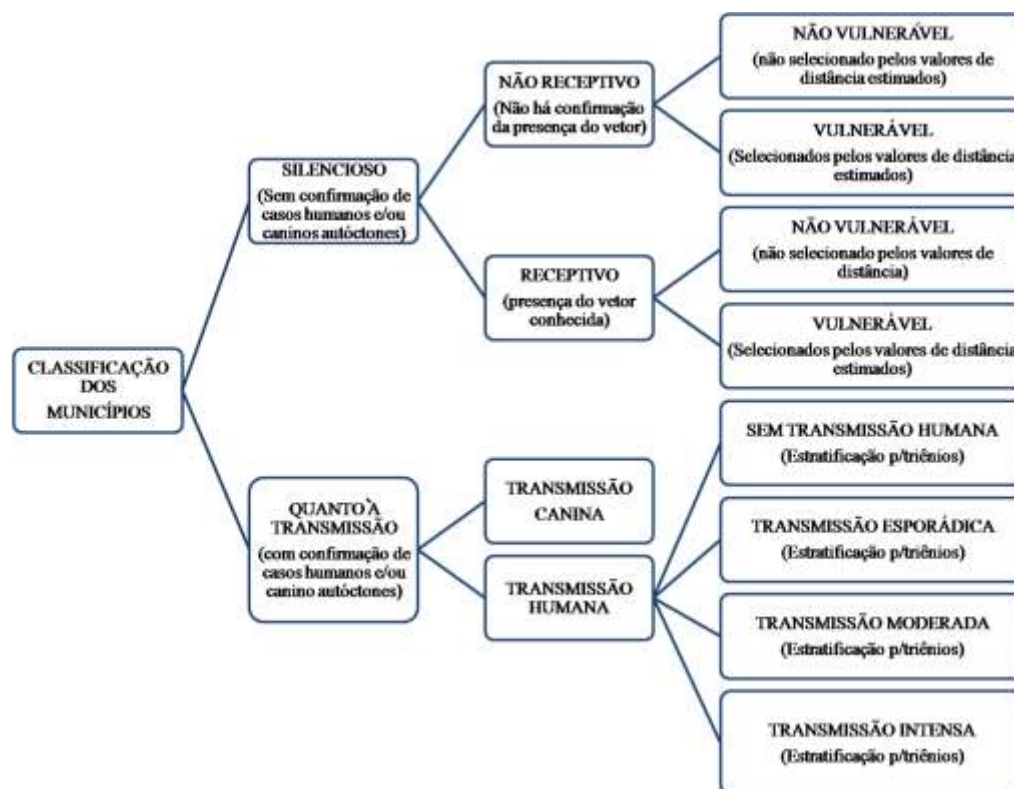 CLASSIFICAÇÃO
DOS
MUNICÍPIOS
SILENCIOSO
(Sem confirmação de
casos humanos e/ou
caninos autóctones)
NÃO RECEPTIVO
(Não há confirmação
da presença do vetor)
NÃO VULNERÁVEL
(não selecionado pelos valores de
distância estimados)
VULNERÁVEL
(Selecionados pelos valores de distância
estimados)
RECEPTIVO
(presença do vetor
conhecida)
NÃO VULNERÁVEL
(não selecionado pelos valores de
distância)
VULNERÁVEL
(Selecionados pelos valores de distância
estimados)
QUANTO À
TRANSMISSÃO
(com confirmação de
casos humanos e/ou
canino autóctones)
TRANSMISSÃO
CANINA
TRANSMISSÃO
HUMANA
SEM TRANSMISSÃO HUMANA
(Estratificação p/triênios)
TRANSMISSÃO ESPORÁDICA
(Estratificação p/triênios)
TRANSMISSÃO MODERADA
(Estratificação p/triênios)
TRANSMISSÃO INTENSA
(Estratificação p/triênios)